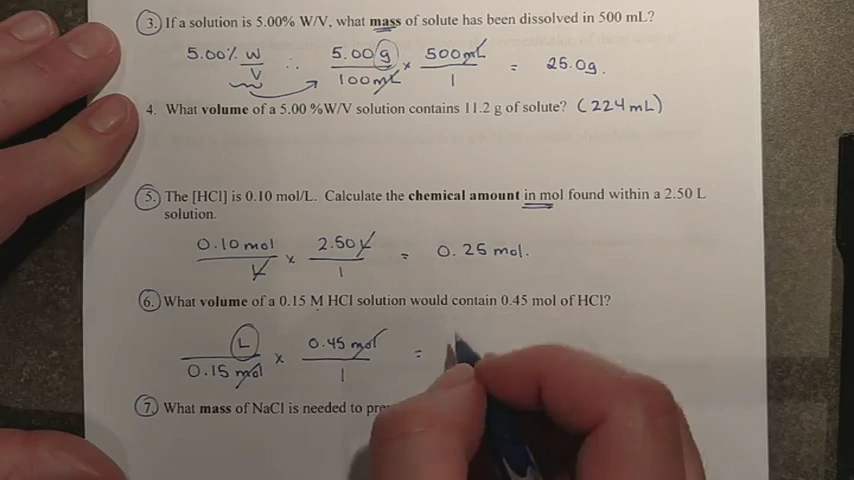 3. If a solution is 5.00% W/V, what mass of solute has been dissolved in 500 mL?
5.00% W/V ∴ 5.00 g/100 mL × 500 mL/1 = 25.0g.
4. What volume of a 5.00 %W/V solution contains 11.2 g of solute? (224 mL)
5. The [HCl] is 0.10 mol/L. Calculate the chemical amount in mol found within a 2.50 L
solution.
0.10 mol/L × 2.50 L/1 = 0.25 mol.
6. What volume of a 0.15 M HCl solution would contain 0.45 mol of HCl?
L/0.15 mol × 0.45 mol/1 =
7. What mass of NaCl is needed to